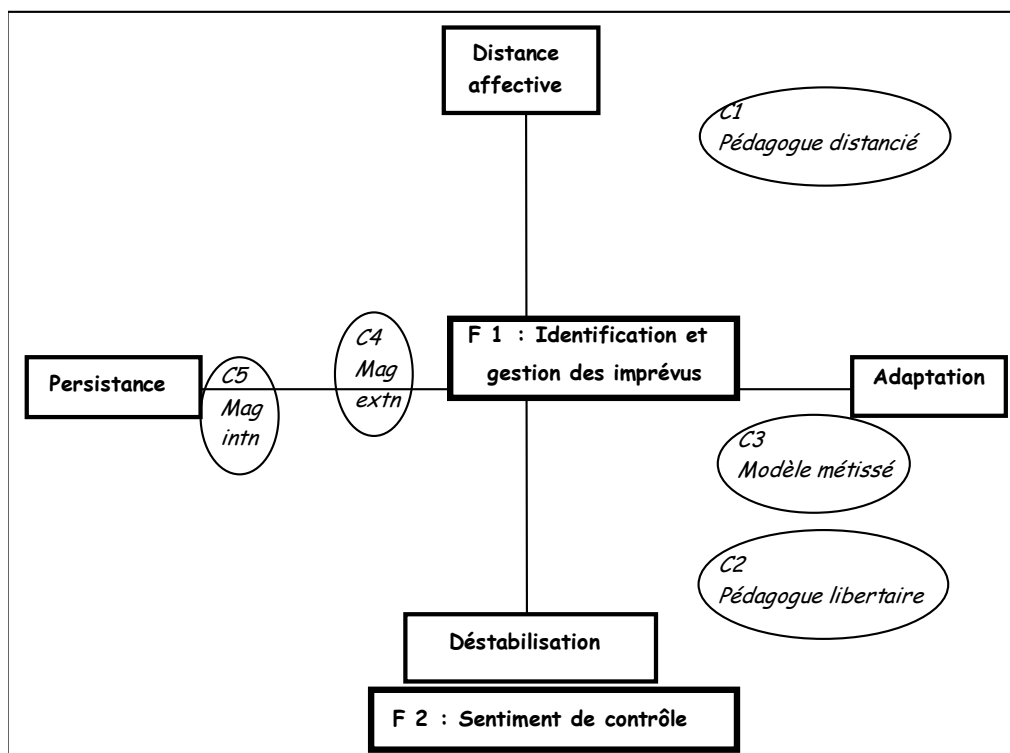 Distance
affective
C1
Pédagogue distancié
F 1 : Identification et
gestion des imprévus
C4
Mag
extn
Persistance
C5
Mag
intn
Adaptation
C3
Modèle métissé
C2
Pédagogue libertaire
Déstabilisation
F 2 : Sentiment de contrôle